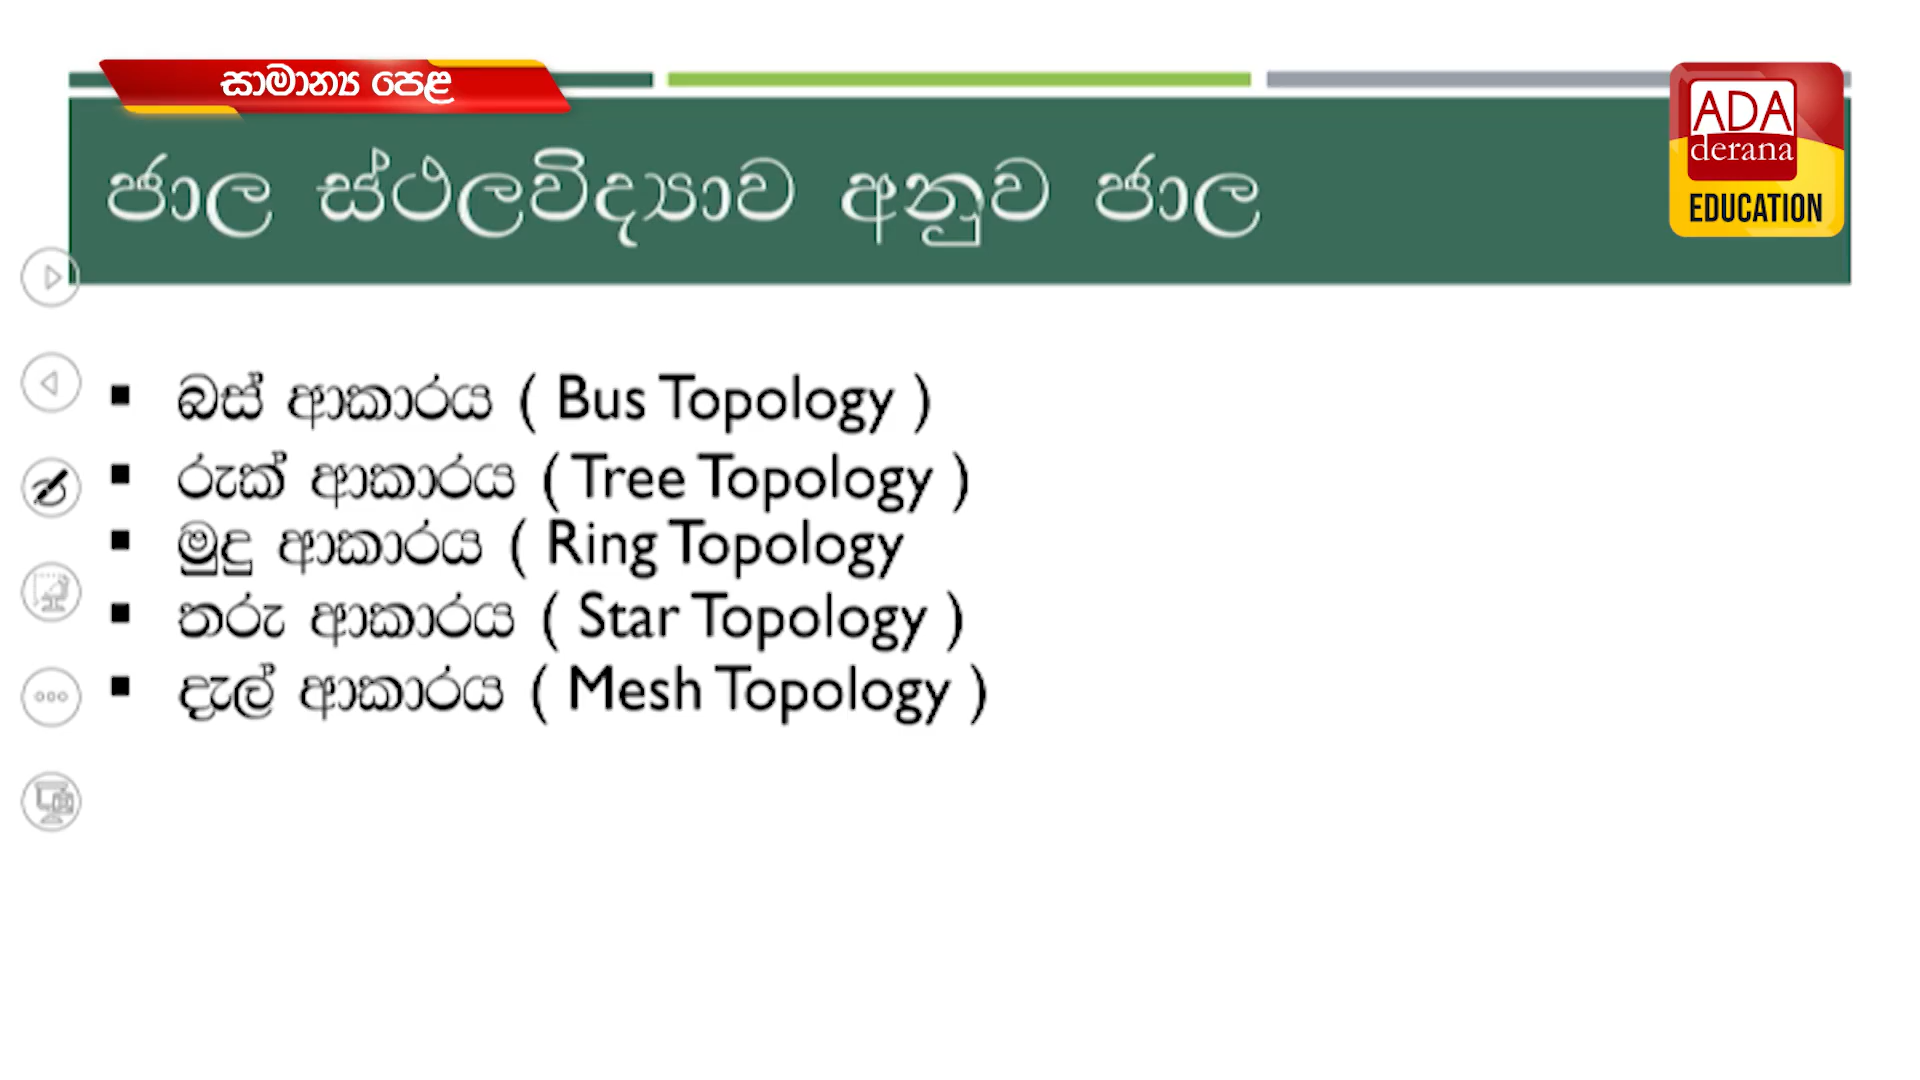 සාමාන්‍ය පෙළ
ADA
derana
EDUCATION
ජාල ස්ථලවිද්‍යාව අනුව ජාල
▪ බස් ආකාරය ( Bus Topology )
▪ රුක් ආකාරය ( Tree Topology )
▪ මුදු ආකාරය ( Ring Topology
▪ තරු ආකාරය ( Star Topology )
▪ දැල් ආකාරය ( Mesh Topology )